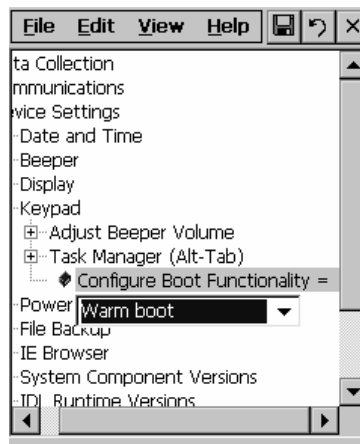 File Edit View Help
ta Collection
mmunications
vice Settings
Date and Time
Beeper
Display
Keypad
Adjust Beeper Volume
Task Manager (Alt-Tab)
Configure Boot Functionality =
Power
Warm boot
File Backup
IE Browser
System Component Versions
IDL Runtime Versions